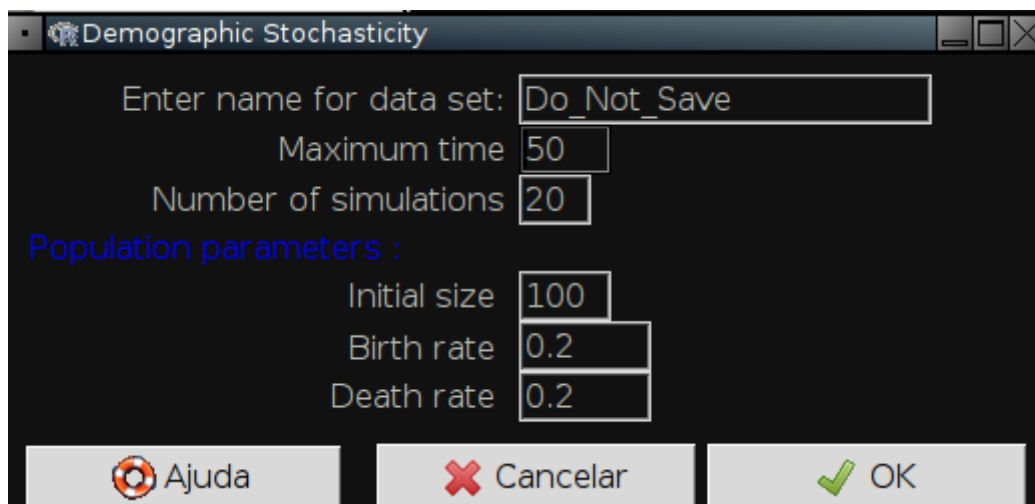 Demographic Stochasticity
Enter name for data set: Do_Not_Save
Maximum time 50
Number of simulations 20
Population parameters :
Initial size 100
Birth rate 0.2
Death rate 0.2
Ajuda Cancelar OK